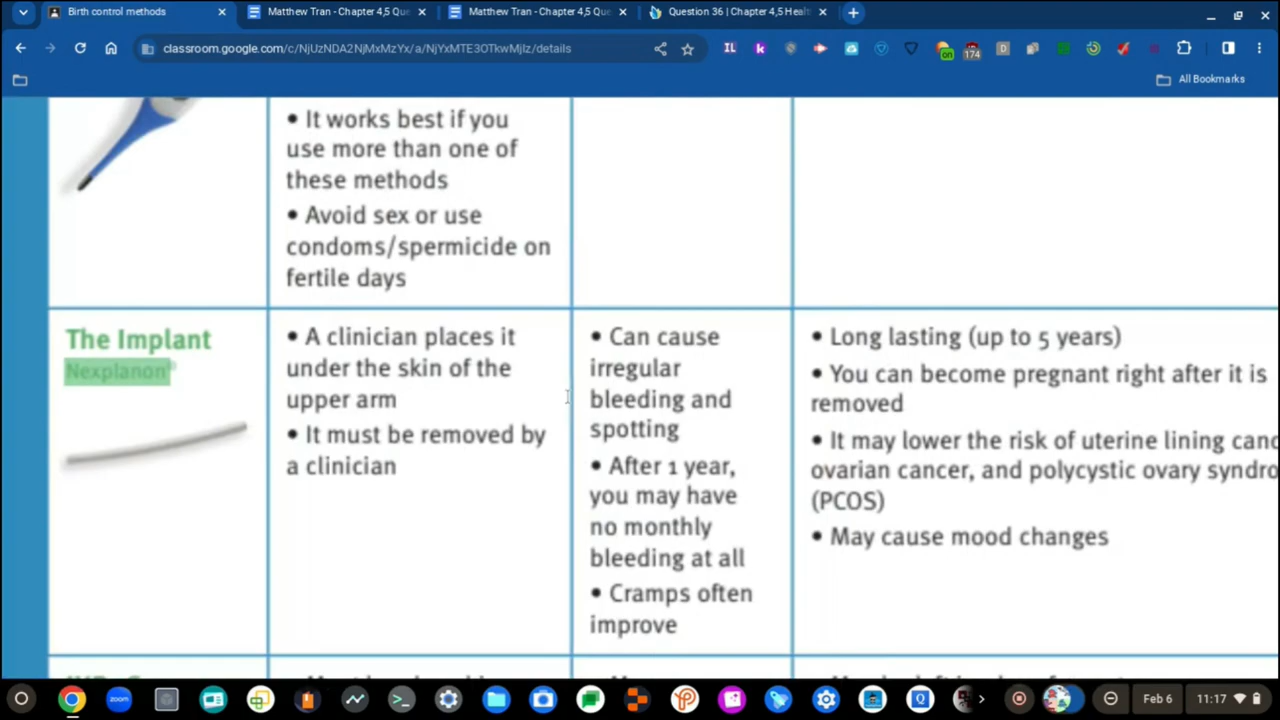 Birth control methods
Matthew Tran - Chapter 4,5 Que
Matthew Tran - Chapter 4,5 Que
Question 36 | Chapter 4,5 Healt
classroom.google.com/c/NjUzNDA2NjMxMzYx/a/NjYxMTE3OTkwMjIz/details
IL
k
on
174
D
All Bookmarks
• It works best if you
use more than one of
these methods
• Avoid sex or use
condoms/spermicide on
fertile days
The Implant
Nexplanon®
• A clinician places it
under the skin of the
upper arm
• It must be removed by
a clinician
• Can cause
irregular
bleeding and
spotting
• After 1 year,
you may have
no monthly
bleeding at all
• Cramps often
improve
• Long lasting (up to 5 years)
• You can become pregnant right after it is
removed
• It may lower the risk of uterine lining canc
ovarian cancer, and polycystic ovary syndro
(PCOS)
• May cause mood changes
zoom
Q
Feb 6
11:17